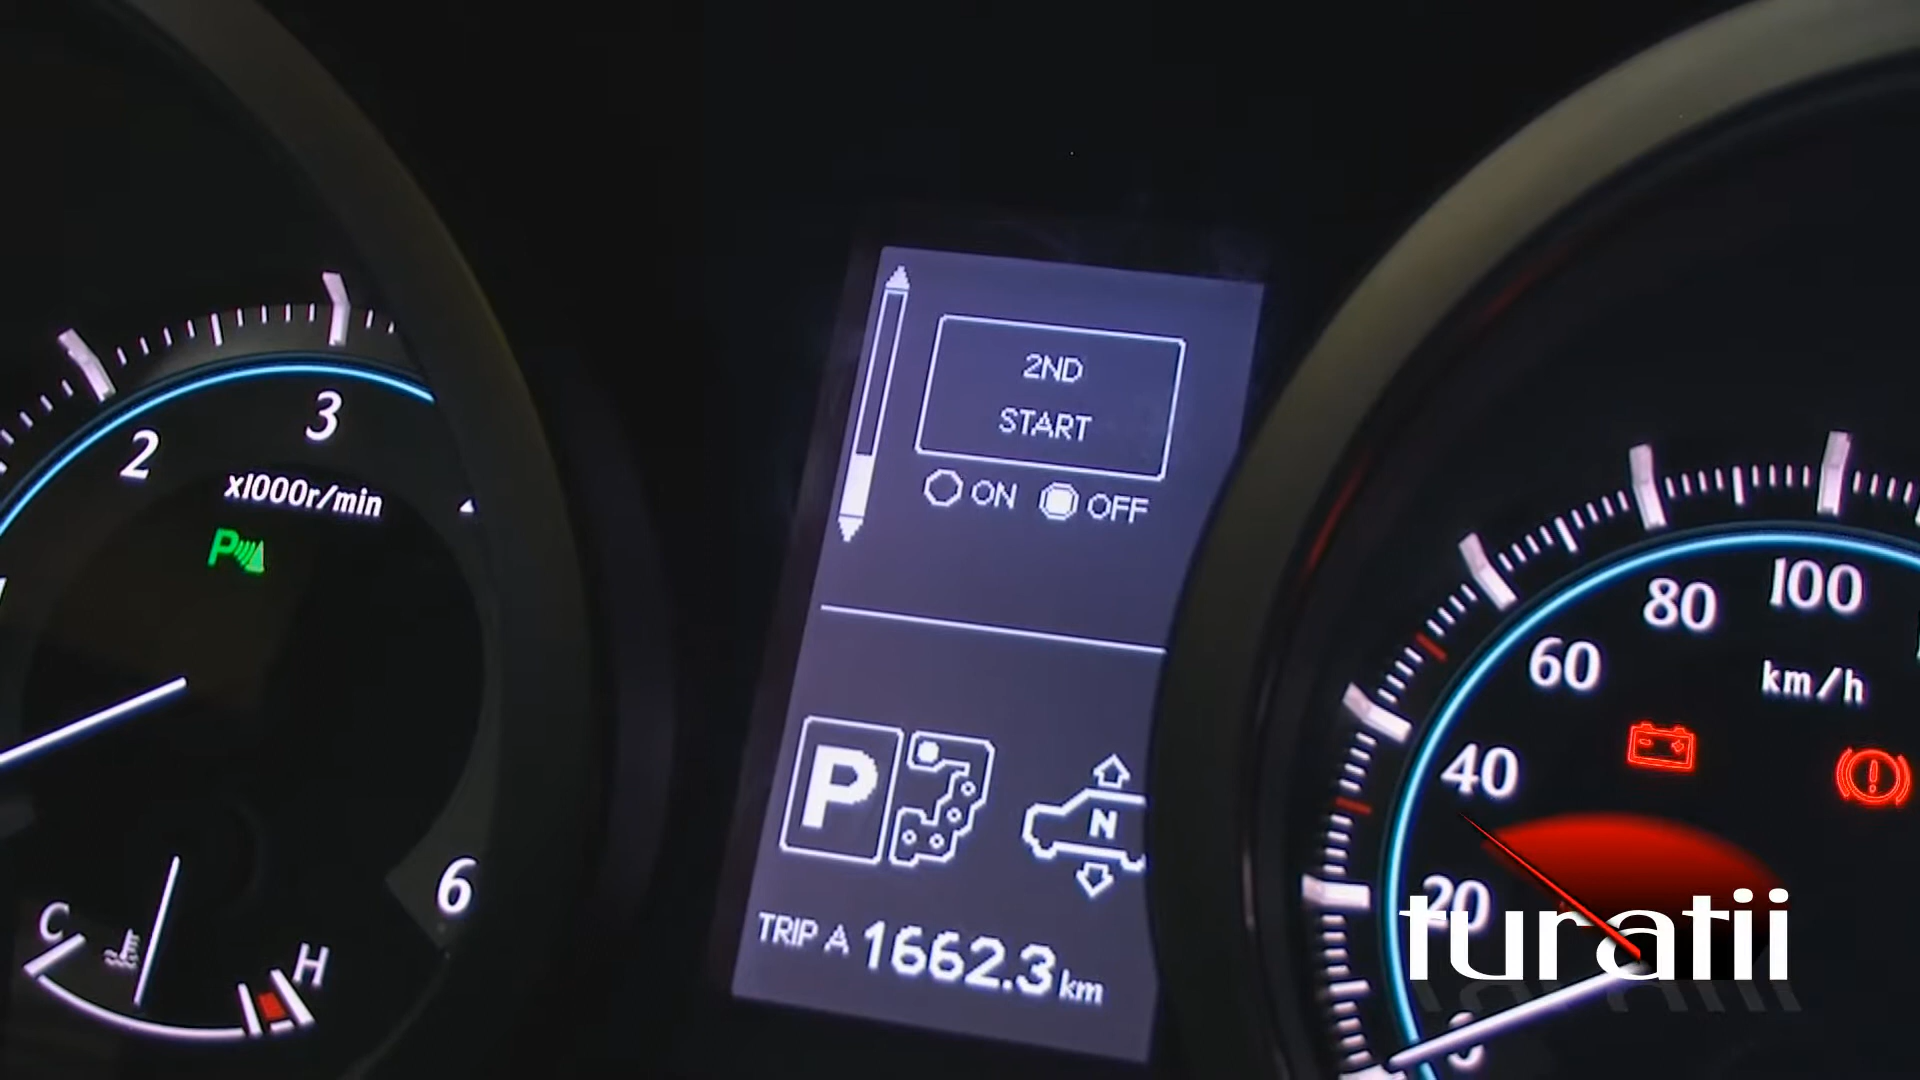 2
3
x1000r/min
P
6
C
H
2ND
START
ON OFF
P
N
TRIP A 1662.3 km
100
80
60
km/h
40
20
turatii